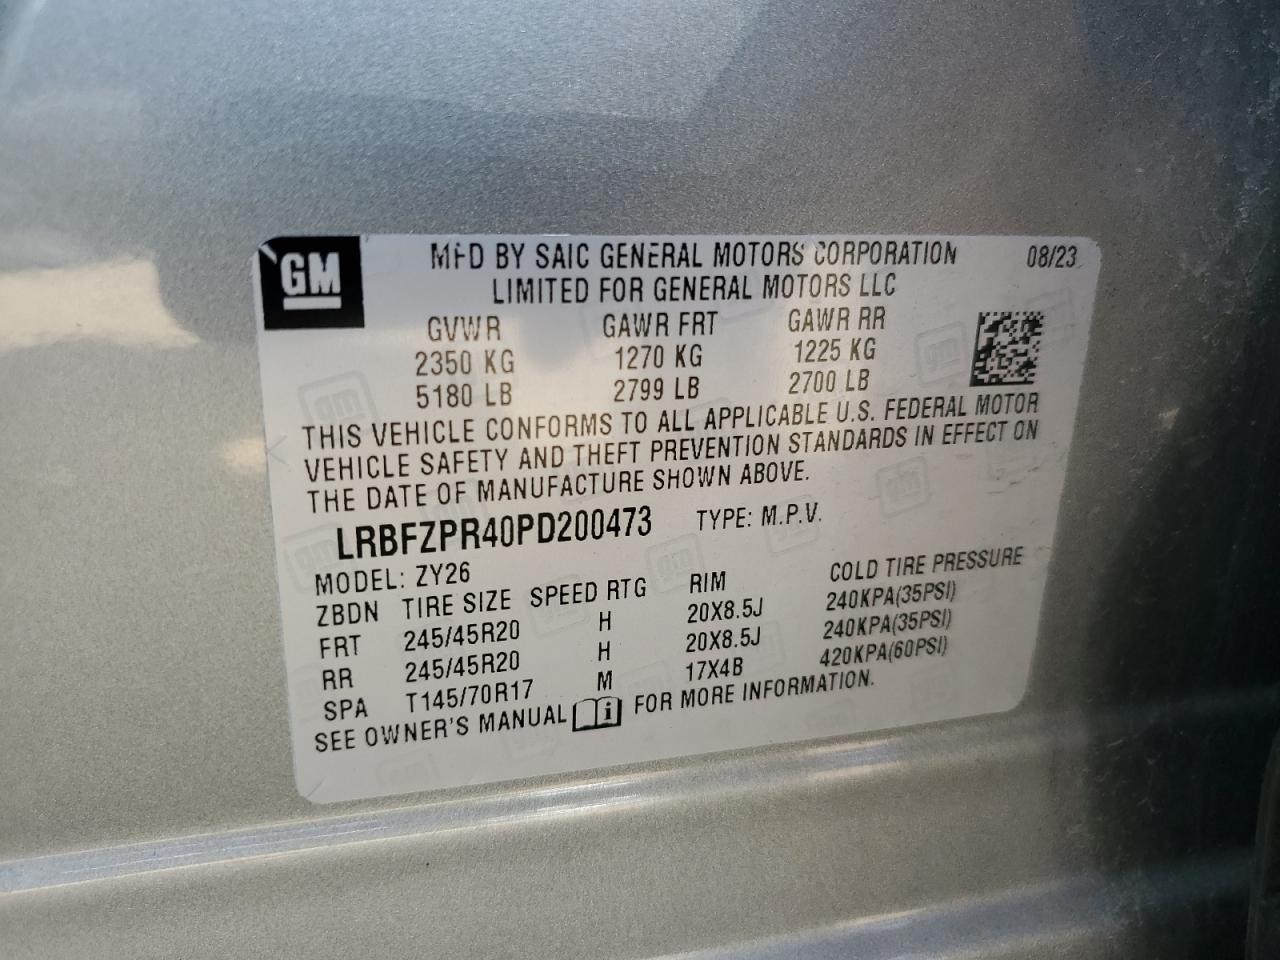 GM
MFD BY SAIC GENERAL MOTORS CORPORATION 08/23
LIMITED FOR GENERAL MOTORS LLC
GVWR GAWR FRT GAWR RR
2350 KG 1270 KG 1225 KG
5180 LB 2799 LB 2700 LB
THIS VEHICLE CONFORMS TO ALL APPLICABLE U.S. FEDERAL MOTOR
VEHICLE SAFETY AND THEFT PREVENTION STANDARDS IN EFFECT ON
THE DATE OF MANUFACTURE SHOWN ABOVE.
LRBFZPR40PD200473 TYPE: M.P.V.
MODEL: ZY26
ZBDN TIRE SIZE SPEED RTG RIM COLD TIRE PRESSURE
FRT 245/45R20 H 20X8.5J 240KPA(35PSI)
RR 245/45R20 H 20X8.5J 240KPA(35PSI)
SPA T145/70R17 M 17X4B 420KPA(60PSI)
SEE OWNER'S MANUAL i FOR MORE INFORMATION.